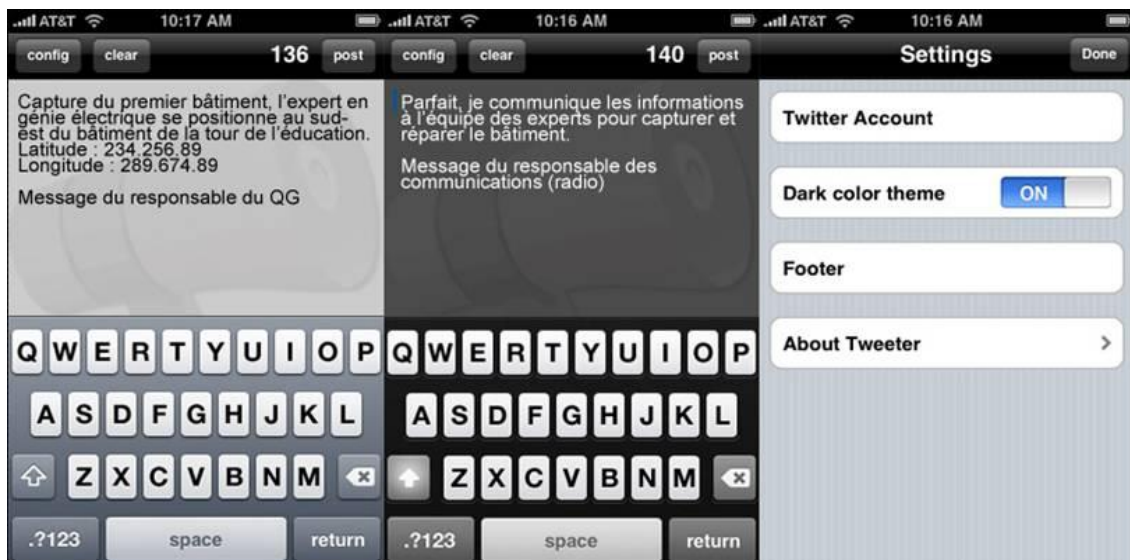 AT&T 10:17 AM
config clear 136 post
Capture du premier bâtiment, l'expert en
génie électrique se positionne au sud-
est du bâtiment de la tour de l'éducation.
Latitude : 234.256.89
Longitude : 289.674.89
Message du responsable du QG
Q W E R T Y U I O P
A S D F G H J K L
Z X C V B N M
.?123 space return
AT&T 10:16 AM
config clear 140 post
Parfait, je communique les informations
à l'équipe des experts pour capturer et
réparer le bâtiment.
Message du responsable des
communications (radio)
Q W E R T Y U I O P
A S D F G H J K L
Z X C V B N M
.?123 space return
AT&T 10:16 AM
Settings Done
Twitter Account
Dark color theme ON
Footer
About Tweeter